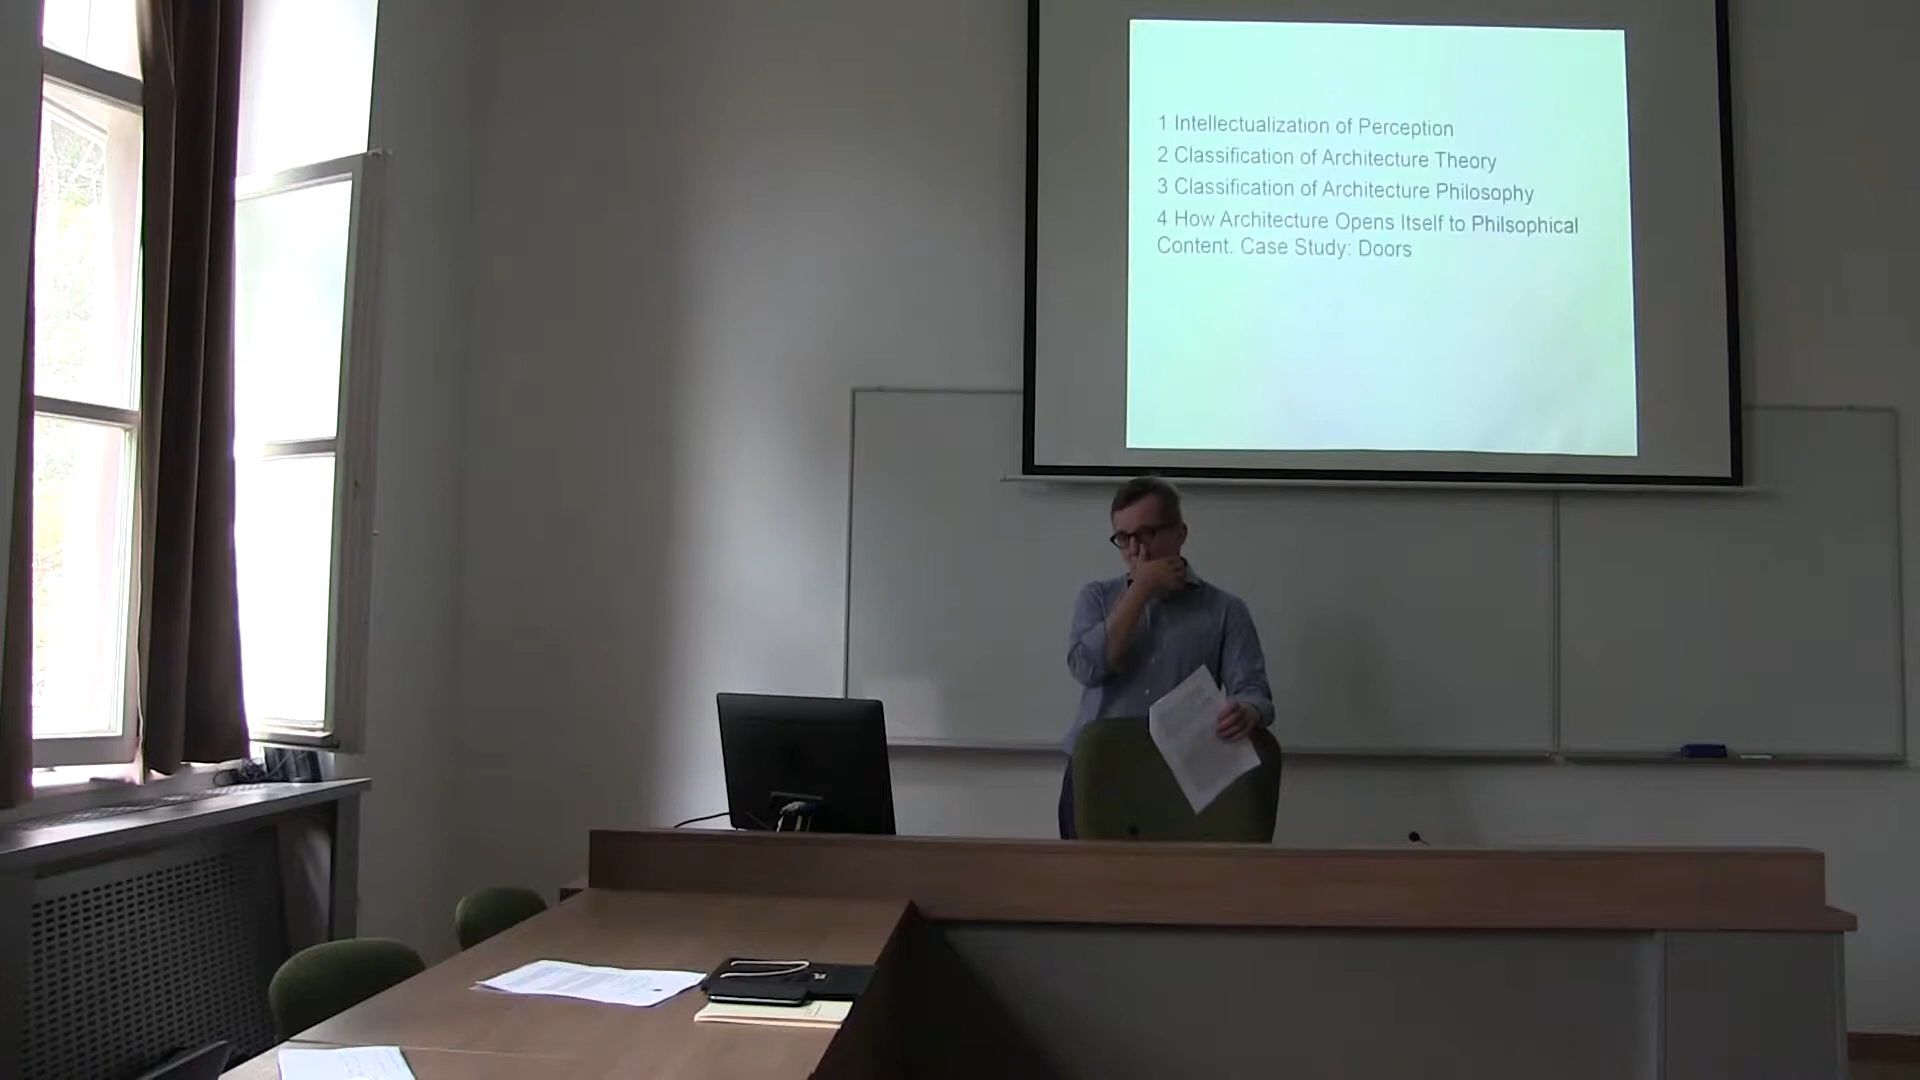 1 Intellectualization of Perception
2 Classification of Architecture Theory
3 Classification of Architecture Philosophy
4 How Architecture Opens Itself to Philsophical
Content. Case Study: Doors